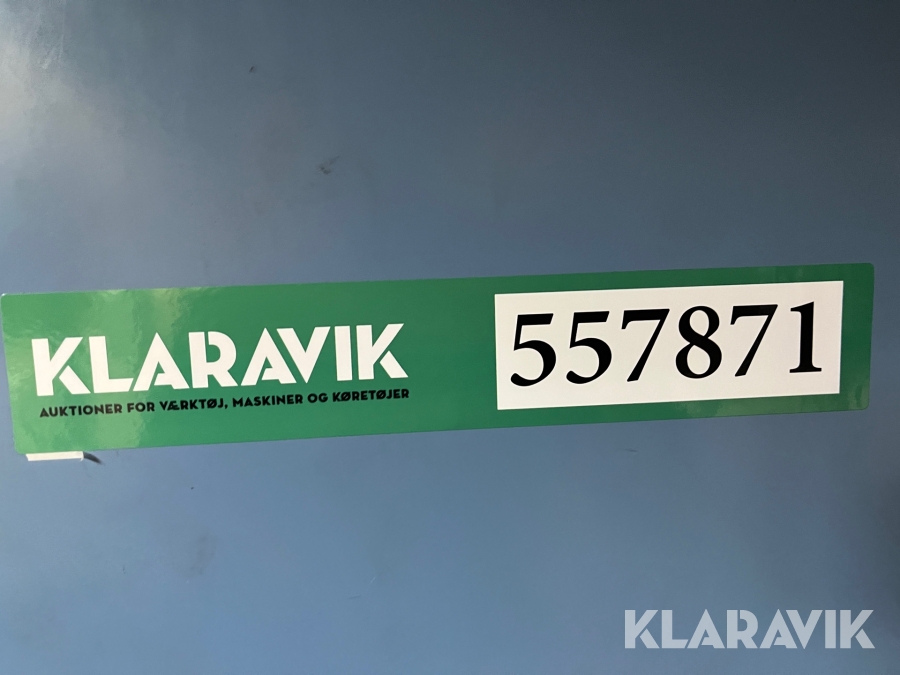 KLARAVIK
AUKTIONER FOR VÆRKTØJ, MASKINER OG KØRETØJER
557871
KLARAVIK